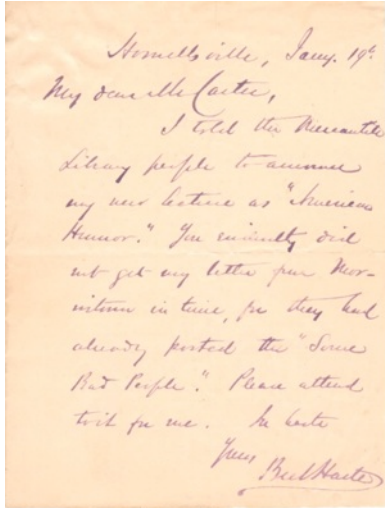 Hornellsville, Jany. 19th
My dear Mr Carter,
I told the Mercantile
Library people to announce
my new lecture as "American
Humor." You evidently did
not get my letter from Mor-
ristown in time, for they had
already posted the "Some
Bad People". Please attend
to it for me. In haste
Yours
Bret Harte